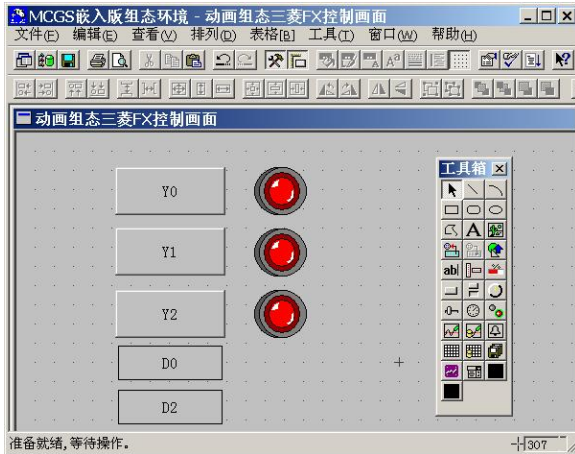 MCGS嵌入版组态环境 - 动画组态三菱FX控制画面
文件(F) 编辑(E) 查看(V) 排列(D) 表格[B] 工具(T) 窗口(W) 帮助(H)
动画组态三菱FX控制画面
工具箱
A
ab|
Y0
Y1
Y2
D0
D2
准备就绪,等待操作。
307